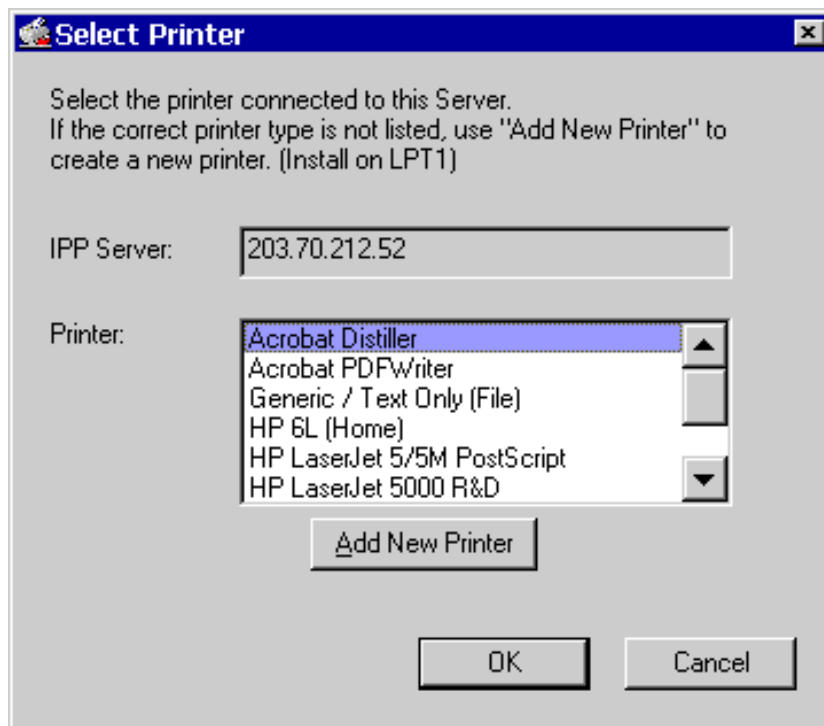 Select Printer
Select the printer connected to this Server.
If the correct printer type is not listed, use "Add New Printer" to
create a new printer. (Install on LPT1)
IPP Server:
203.70.212.52
Printer:
Acrobat Distiller
Acrobat PDFWriter
Generic / Text Only (File)
HP 6L (Home)
HP LaserJet 5/5M PostScript
HP LaserJet 5000 R&D
Add New Printer
OK
Cancel